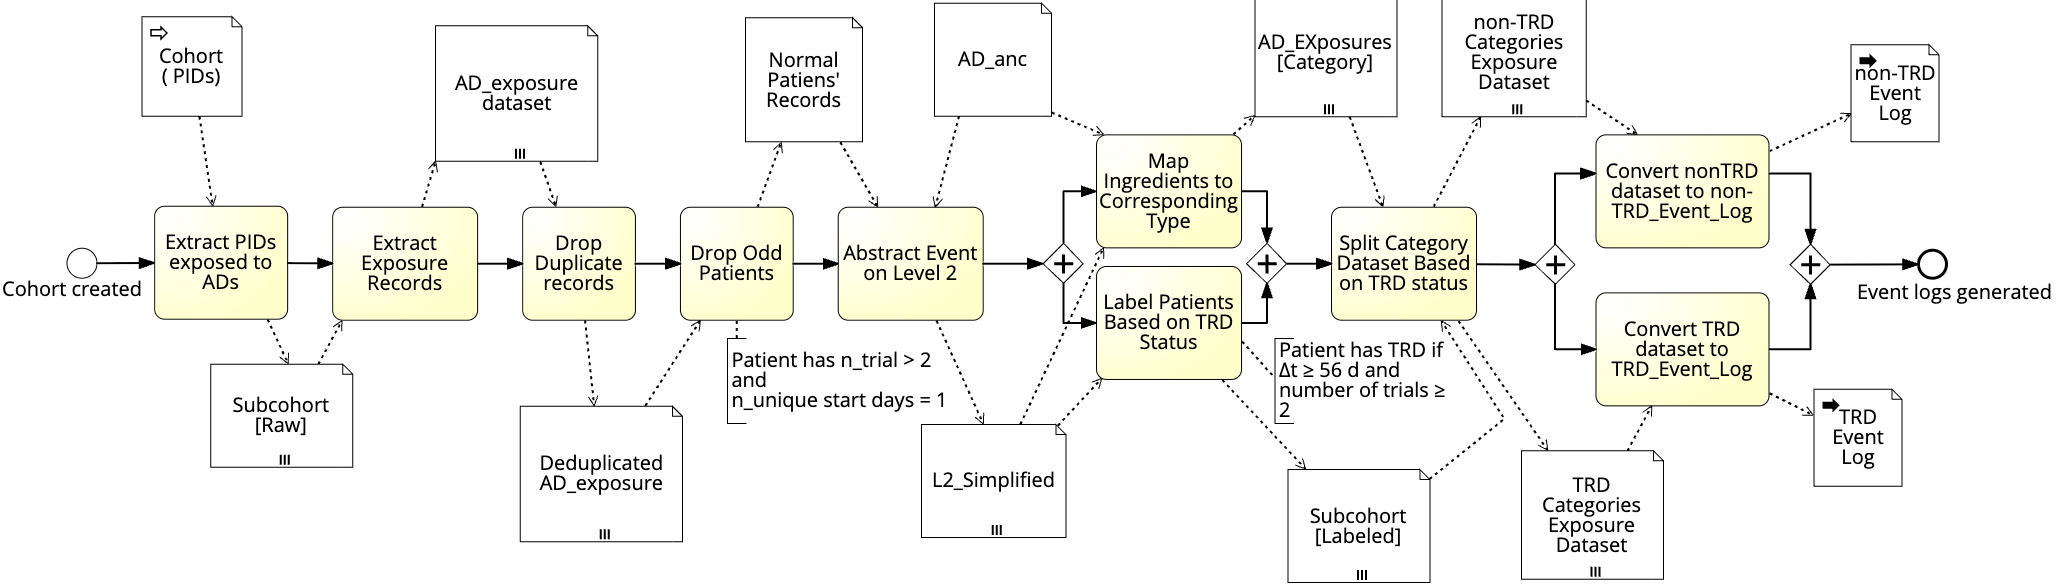 Cohort
( PIDs)
AD_exposure
dataset
Normal
Patiens'
Records
AD_anc
AD_EXposures
[Category]
non-TRD
Categories
Exposure
Dataset
non-TRD
Event
Log
Cohort created
Extract PIDs
exposed to
ADs
Extract
Exposure
Records
Drop
Duplicate
records
Drop Odd
Patients
Abstract Event
on Level 2
Map
Ingredients to
Corresponding
Type
Label Patients
Based on TRD
Status
Split Category
Dataset Based
on TRD status
Convert nonTRD
dataset to non-
TRD_Event_Log
Convert TRD
dataset to
TRD_Event_Log
Event logs generated
Subcohort
[Raw]
Deduplicated
AD_exposure
Patient has n_trial > 2
and
n_unique start days = 1
L2_Simplified
Patient has TRD if
Δt ≥ 56 d and
number of trials ≥
2
Subcohort
[Labeled]
TRD
Categories
Exposure
Dataset
TRD
Event
Log